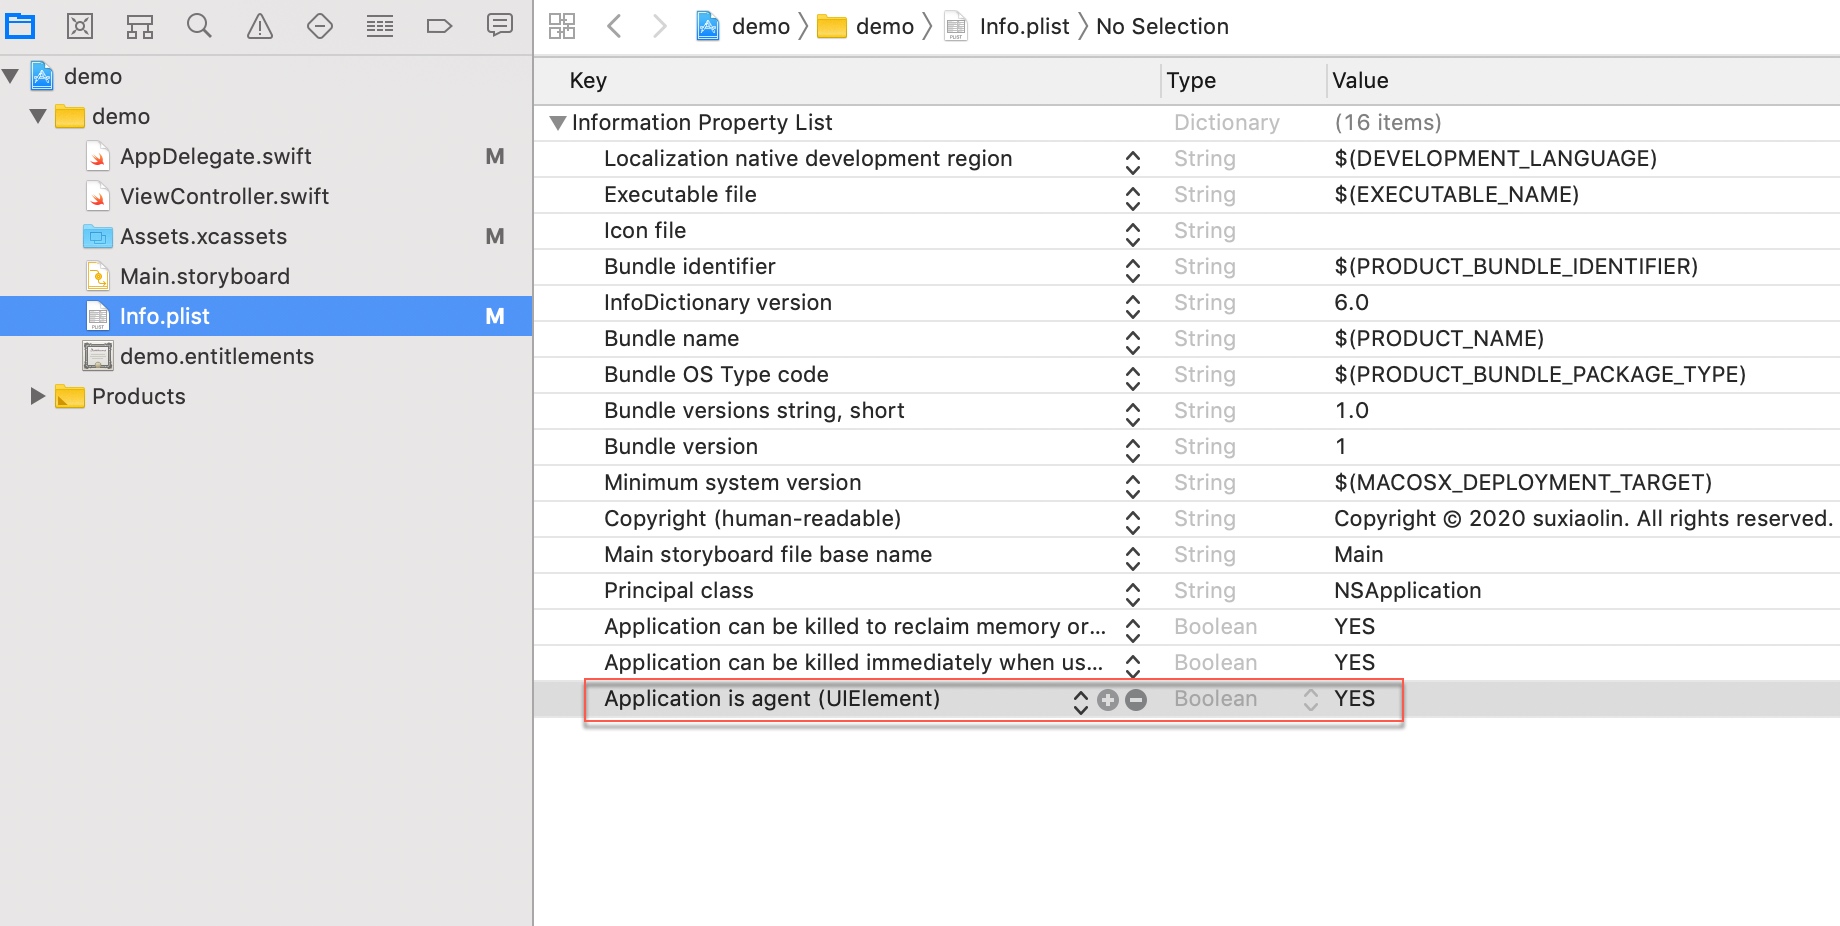 demo
demo
AppDelegate.swift M
ViewController.swift
Assets.xcassets M
Main.storyboard
Info.plist M
demo.entitlements
Products
demo demo Info.plist No Selection
Key Type Value
Information Property List Dictionary (16 items)
Localization native development region String $(DEVELOPMENT_LANGUAGE)
Executable file String $(EXECUTABLE_NAME)
Icon file String
Bundle identifier String $(PRODUCT_BUNDLE_IDENTIFIER)
InfoDictionary version String 6.0
Bundle name String $(PRODUCT_NAME)
Bundle OS Type code String $(PRODUCT_BUNDLE_PACKAGE_TYPE)
Bundle versions string, short String 1.0
Bundle version String 1
Minimum system version String $(MACOSX_DEPLOYMENT_TARGET)
Copyright (human-readable) String Copyright © 2020 suxiaolin. All rights reserved.
Main storyboard file base name String Main
Principal class String NSApplication
Application can be killed to reclaim memory or... Boolean YES
Application can be killed immediately when us... Boolean YES
Application is agent (UIElement) Boolean YES